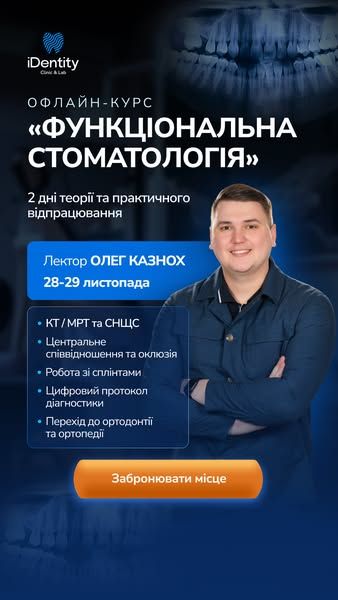 iDentity
Clinic & Lab
ОФЛАЙН-КУРС
«ФУНКЦІОНАЛЬНА
СТОМАТОЛОГІЯ»
2 дні теорії та практичного
відпрацювання
Лектор ОЛЕГ КАЗНОХ
28-29 листопада
• КТ / МРТ та СНЩС
• Центральне
співвідношення та оклюзія
• Робота зі сплінтами
• Цифровий протокол
діагностики
• Перехід до ортодонтії
та ортопедії
Забронювати місце